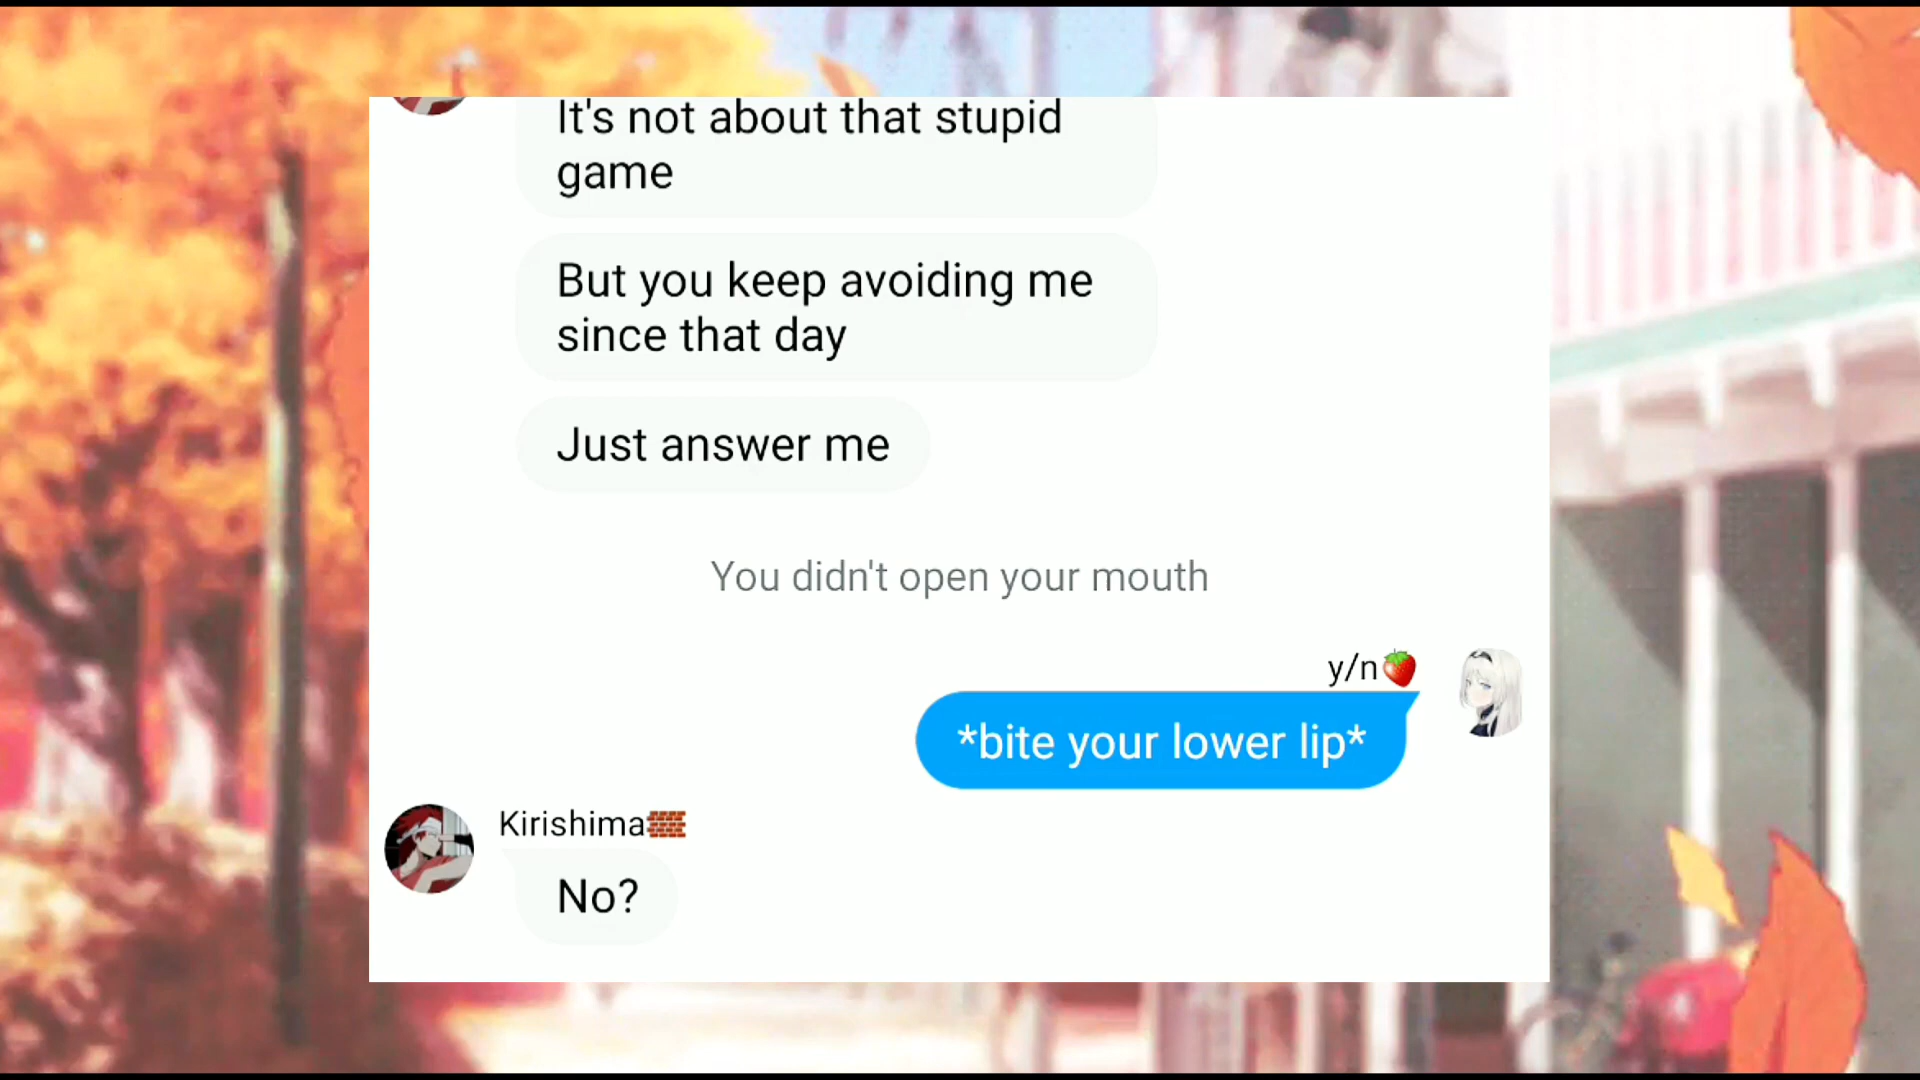 It's not about that stupid
game
But you keep avoiding me
since that day
Just answer me
You didn't open your mouth
y/n🍓
*bite your lower lip*
Kirishima🧱
No?